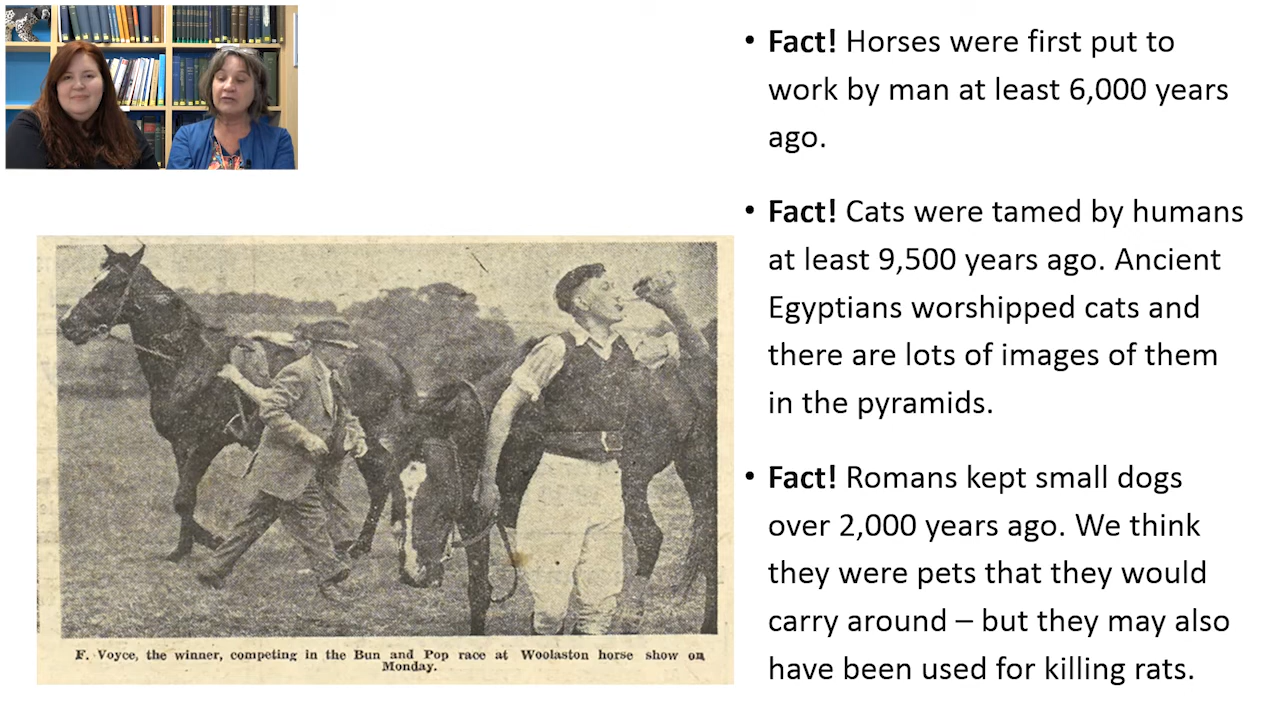 • Fact! Horses were first put to
work by man at least 6,000 years
ago.
• Fact! Cats were tamed by humans
at least 9,500 years ago. Ancient
Egyptians worshipped cats and
there are lots of images of them
in the pyramids.
• Fact! Romans kept small dogs
over 2,000 years ago. We think
they were pets that they would
carry around – but they may also
have been used for killing rats.
F. Voyce, the winner, competing in the Bun and Pop race at Woolaston horse show on
Monday.